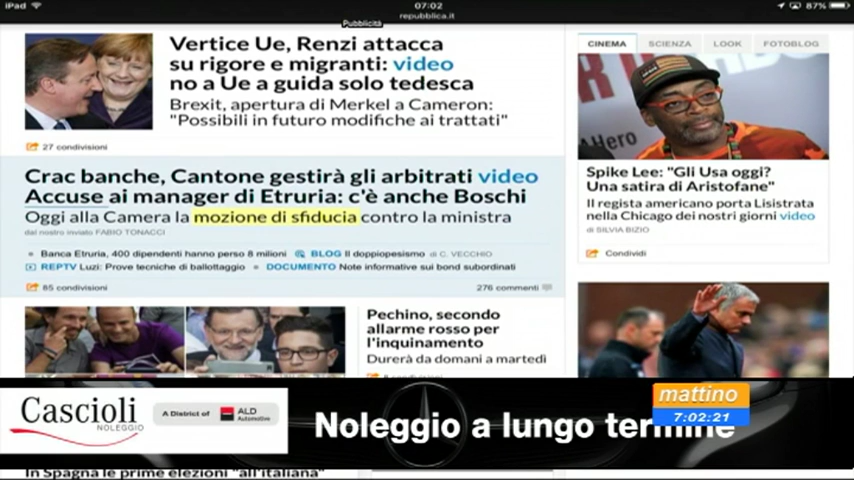 iPad
07:02
87%
repubblica.it
Pubblicità
Vertice Ue, Renzi attacca
su rigore e migranti: video
no a Ue a guida solo tedesca
Brexit, apertura di Merkel a Cameron:
"Possibili in futuro modifiche ai trattati"
27 condivisioni
Crac banche, Cantone gestirà gli arbitrati video
Accuse ai manager di Etruria: c'è anche Boschi
Oggi alla Camera la mozione di sfiducia contro la ministra
dal nostro inviato FABIO TONACCI
Banca Etruria, 400 dipendenti hanno perso 8 milioni
BLOG Il doppiopesismo di C. VECCHIO
REPTV Luzi: Prove tecniche di ballottaggio
DOCUMENTO Note informative sui bond subordinati
85 condivisioni
276 commenti
Pechino, secondo
allarme rosso per
l'inquinamento
Durerà da domani a martedì
CINEMA SCIENZA LOOK FOTOBLOG
Hero
Spike Lee: "Gli Usa oggi?
Una satira di Aristofane"
Il regista americano porta Lisistrata
nella Chicago dei nostri giorni video
di SILVIA BIZIO
Condividi
Cascioli
NOLEGGIO
A District of ALD
Automotive
Noleggio a lungo termine
mattino
7:02:21
In Spagna le prime elezioni "all'italiana"